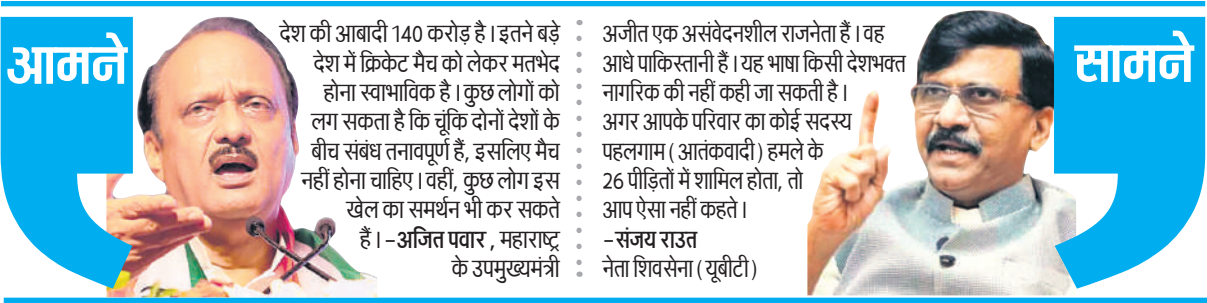 आमने
देश की आबादी 140 करोड़ है। इतने बड़े
देश में क्रिकेट मैच को लेकर मतभेद
होना स्वाभाविक है। कुछ लोगों को
लग सकता है कि चूंकि दोनों देशों के
बीच संबंध तनावपूर्ण हैं, इसलिए मैच
नहीं होना चाहिए। वहीं, कुछ लोग इस
खेल का समर्थन भी कर सकते
हैं। -अजित पवार , महाराष्ट्र
के उपमुख्यमंत्री
अजीत एक असंवेदनशील राजनेता हैं। वह
आधे पाकिस्तानी हैं। यह भाषा किसी देशभक्त
नागरिक की नहीं कही जा सकती है।
अगर आपके परिवार का कोई सदस्य
पहलगाम ( आतंकवादी ) हमले के
26 पीड़ितों में शामिल होता, तो
आप ऐसा नहीं कहते।
-संजय राउत
नेता शिवसेना ( यूबीटी )
सामने